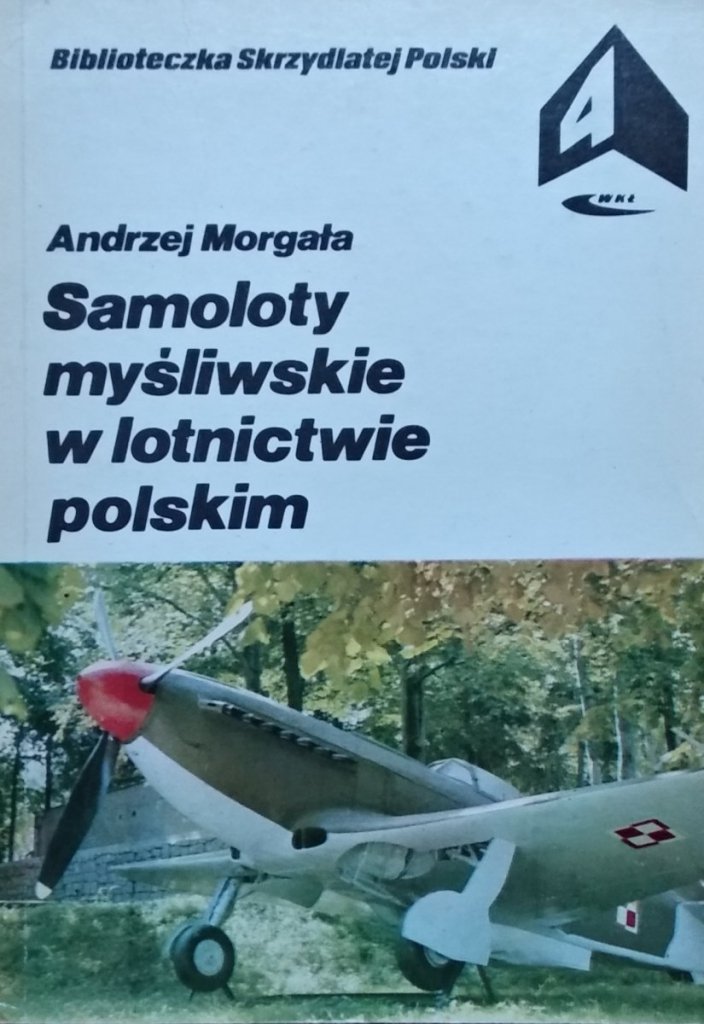 Biblioteczka Skrzydlatej Polski
4
WKŁ
Andrzej Morgała
Samoloty
myśliwskie
w lotnictwie
polskim